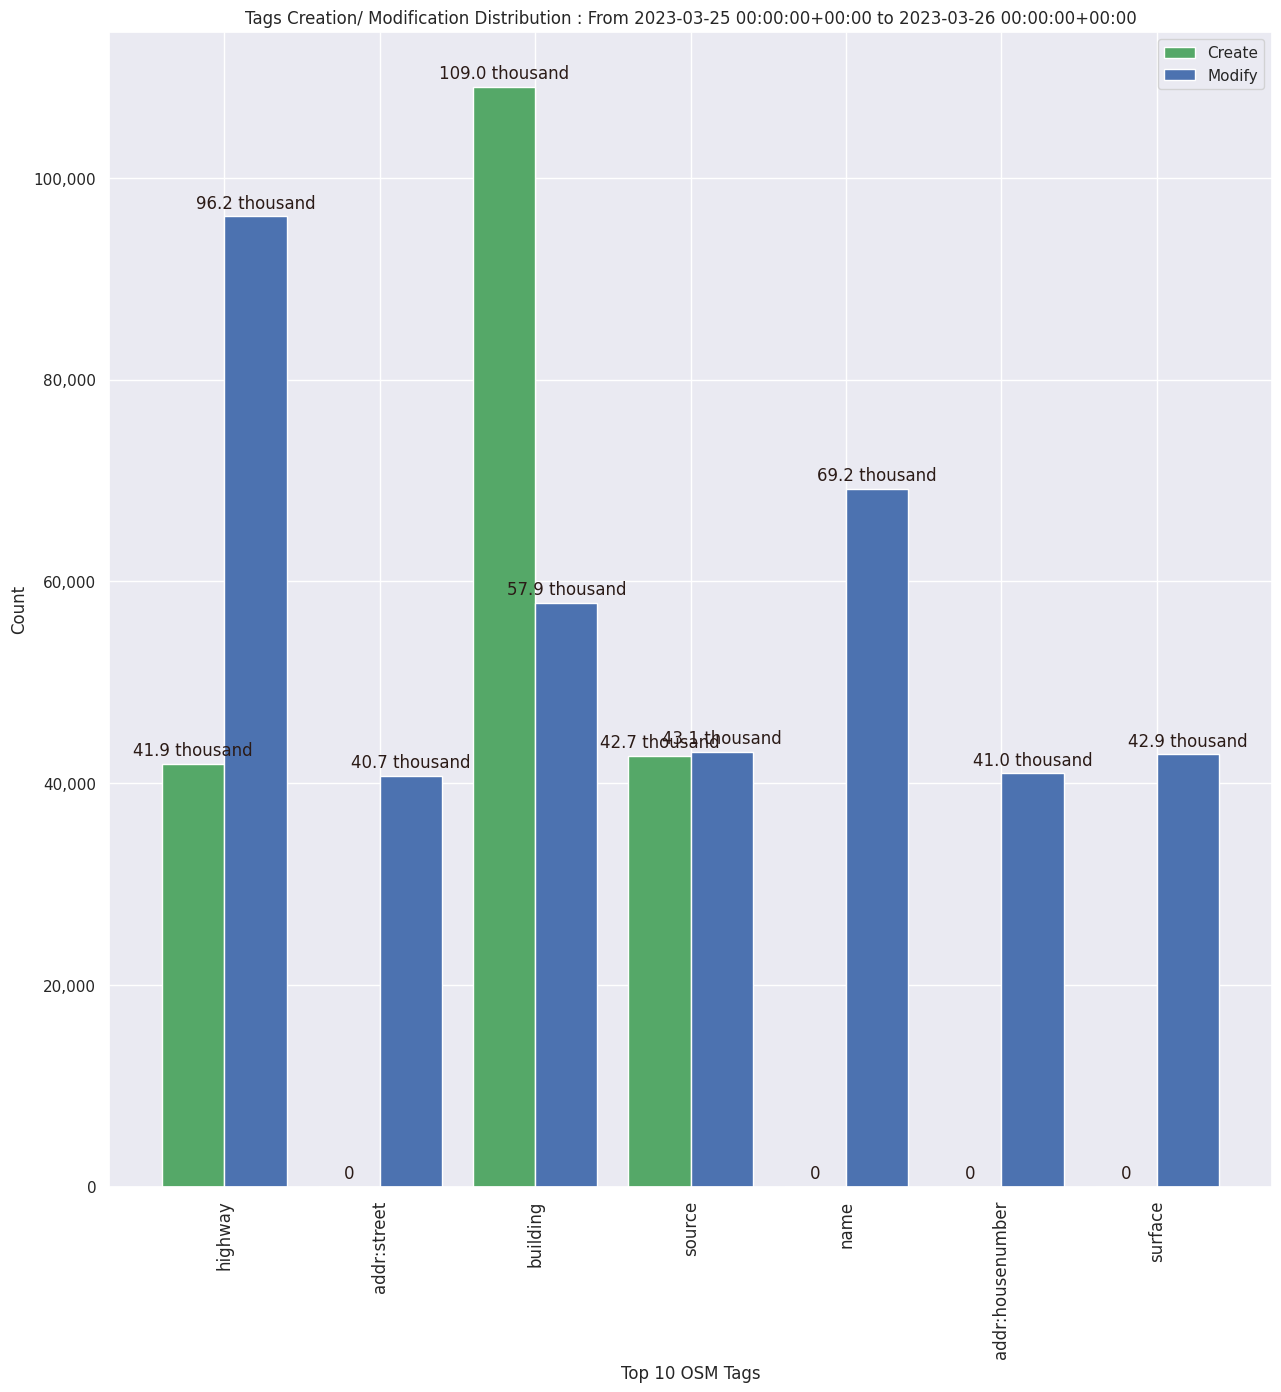 Tags Creation/ Modification Distribution : From 2023-03-25 00:00:00+00:00 to 2023-03-26 00:00:00+00:00
Create
Modify
109.0 thousand
96.2 thousand
69.2 thousand
57.9 thousand
41.9 thousand
40.7 thousand
42.7 thousand
43.1 thousand
41.0 thousand
42.9 thousand
0
0
0
0
100,000
80,000
60,000
40,000
20,000
0
Count
highway
addr:street
building
source
name
addr:housenumber
surface
Top 10 OSM Tags